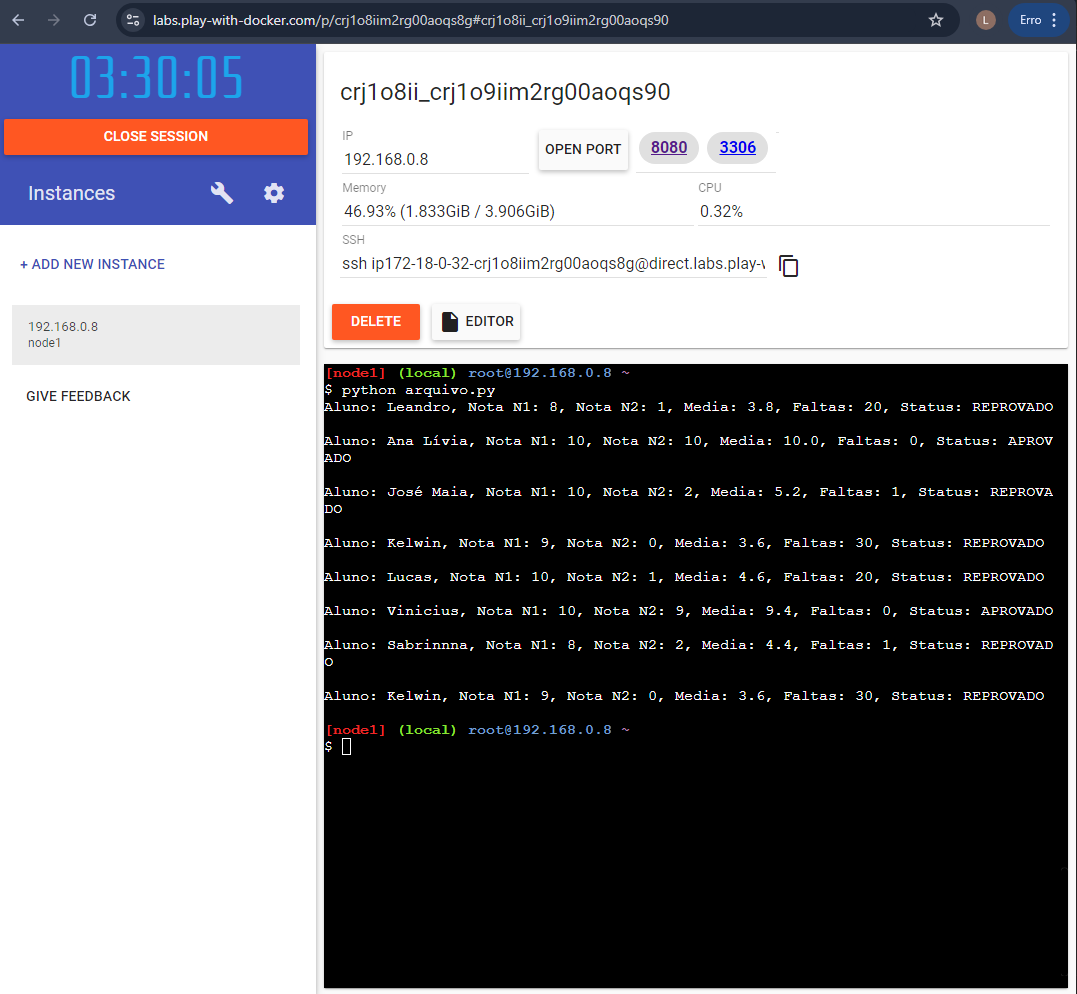 labs.play-with-docker.com/p/crj1o8iim2rg00aoqs8g#crj1o8ii_crj1o9iim2rg00aoqs90
L
Erro
03:30:05
CLOSE SESSION
Instances
+ ADD NEW INSTANCE
192.168.0.8
node1
GIVE FEEDBACK
crj1o8ii_crj1o9iim2rg00aoqs90
IP
192.168.0.8
OPEN PORT
8080
3306
Memory
46.93% (1.833GiB / 3.906GiB)
CPU
0.32%
SSH
ssh ip172-18-0-32-crj1o8iim2rg00aoqs8g@direct.labs.play-
DELETE
EDITOR
[node1] (local) root@192.168.0.8 ~
$ python arquivo.py
Aluno: Leandro, Nota N1: 8, Nota N2: 1, Media: 3.8, Faltas: 20, Status: REPROVADO
Aluno: Ana Lívia, Nota N1: 10, Nota N2: 10, Media: 10.0, Faltas: 0, Status: APROV
ADO
Aluno: José Maia, Nota N1: 10, Nota N2: 2, Media: 5.2, Faltas: 1, Status: REPROVA
DO
Aluno: Kelwin, Nota N1: 9, Nota N2: 0, Media: 3.6, Faltas: 30, Status: REPROVADO
Aluno: Lucas, Nota N1: 10, Nota N2: 1, Media: 4.6, Faltas: 20, Status: REPROVADO
Aluno: Vinicius, Nota N1: 10, Nota N2: 9, Media: 9.4, Faltas: 0, Status: APROVADO
Aluno: Sabrinnna, Nota N1: 8, Nota N2: 2, Media: 4.4, Faltas: 1, Status: REPROVAD
O
Aluno: Kelwin, Nota N1: 9, Nota N2: 0, Media: 3.6, Faltas: 30, Status: REPROVADO
[node1] (local) root@192.168.0.8 ~
$